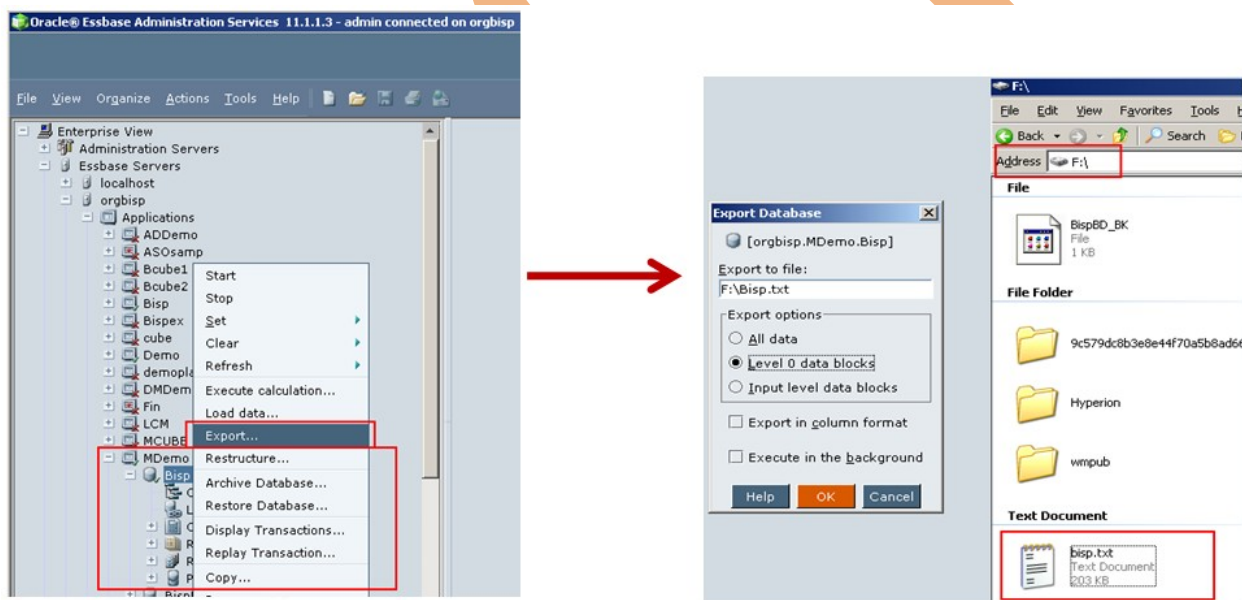 Oracle® Essbase Administration Services 11.1.1.3 - admin connected on orgbisp
File View Organize Actions Tools Help
Enterprise View
Administration Servers
Essbase Servers
localhost
orgbisp
Applications
ADDemo
ASOsamp
Bcube1
Bcube2
Bisp
Bispex
cube
Demo
DMDem
Fin
LCM
MCUBE
MDemo
Bisp
Start
Stop
Set
Clear
Refresh
Execute calculation...
Load data...
Export...
Restructure...
Archive Database...
Restore Database...
Display Transactions...
Replay Transaction...
Copy...
Export Database
[orgbisp.MDemo.Bisp]
Export to file:
F:\Bisp.txt
Export options
All data
Level 0 data blocks
Input level data blocks
Export in column format
Execute in the background
Help OK Cancel
F:\
File Edit View Favorites Tools
Back Search
Address F:\
File
BispBD_BK
File
1 KB
File Folder
9c579dc8b3e8e44f70a5b8ad66
Hyperion
wmpub
Text Document
bisp.txt
Text Document
203 KB